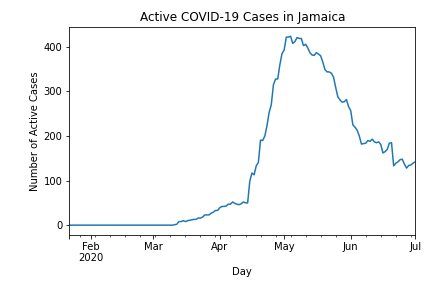 Active COVID-19 Cases in Jamaica
Number of Active Cases
400
300
200
100
0
Feb
2020
Mar
Apr
May
Jun
Jul
Day